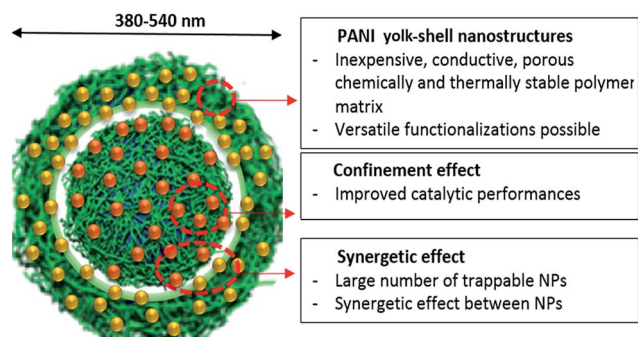 380-540 nm
PANI yolk-shell nanostructures
- Inexpensive, conductive, porous
chemically and thermally stable polymer
matrix
- Versatile functionalizations possible
Confinement effect
- Improved catalytic performances
Synergetic effect
- Large number of trappable NPs
- Synergetic effect between NPs